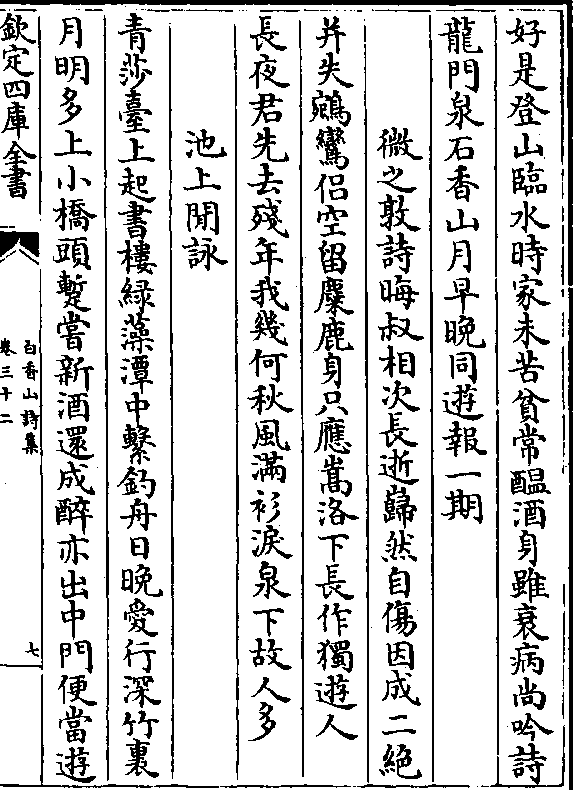 好是登山臨水時家未苦貧常醖酒身雖衰病尚吟詩
龍門泉石香山月早晚同遊報一期
微之敦詩晦叔相次長逝巋然自傷因成二絶
并失鵷鸞侶空留麋鹿身只應嵩洛下長作獨遊人
長夜君先去殘年我幾何秋風滿衫淚泉下故人多
池上閒詠
青莎臺上起書樓緑藻潭中繫釣舟日晚愛行深竹裏
月明多上小橋頭蹔嘗新酒還成醉亦出中門便當遊
欽定四庫全書
白香山詩集
卷三十二
七